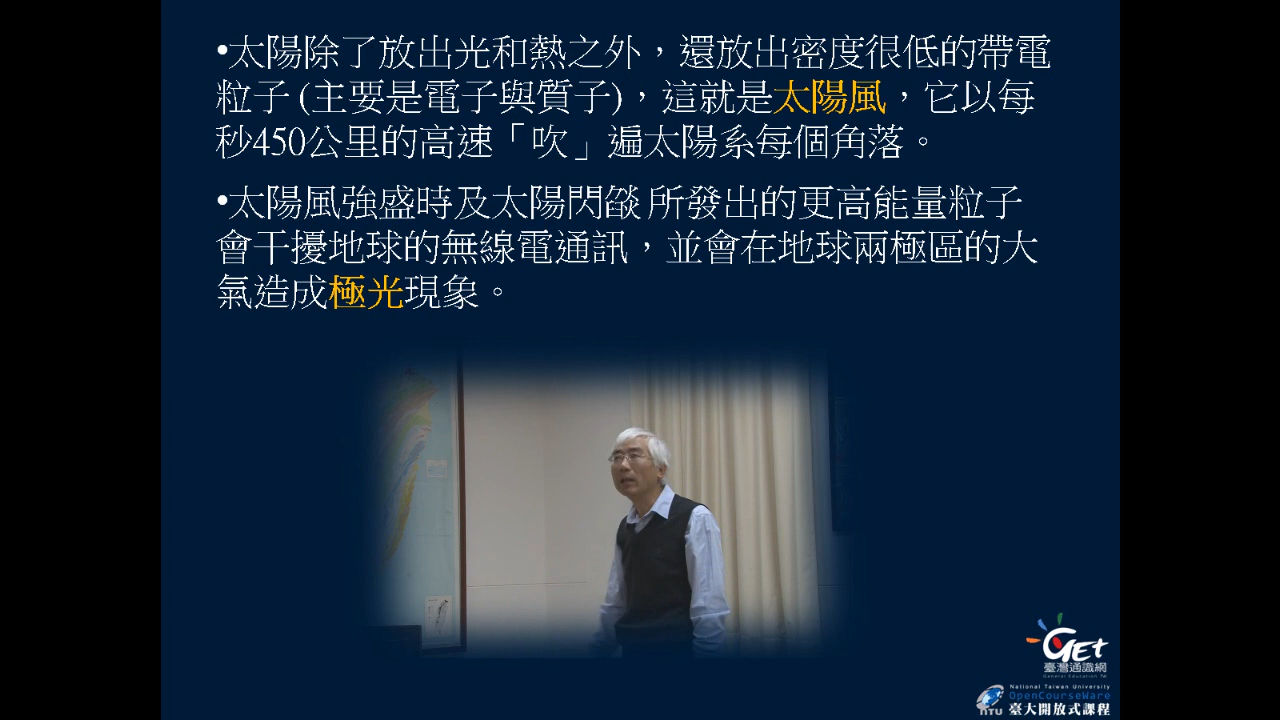 •太陽除了放出光和熱之外，還放出密度很低的帶電
粒子 (主要是電子與質子)，這就是太陽風，它以每
秒450公里的高速「吹」遍太陽系每個角落。
•太陽風強盛時及太陽閃燄 所發出的更高能量粒子
會干擾地球的無線電通訊，並會在地球兩極區的大
氣造成極光現象。
GEt
臺灣通識網
General Education TW
National Taiwan University
OpenCourseWare
NTU 臺大開放式課程